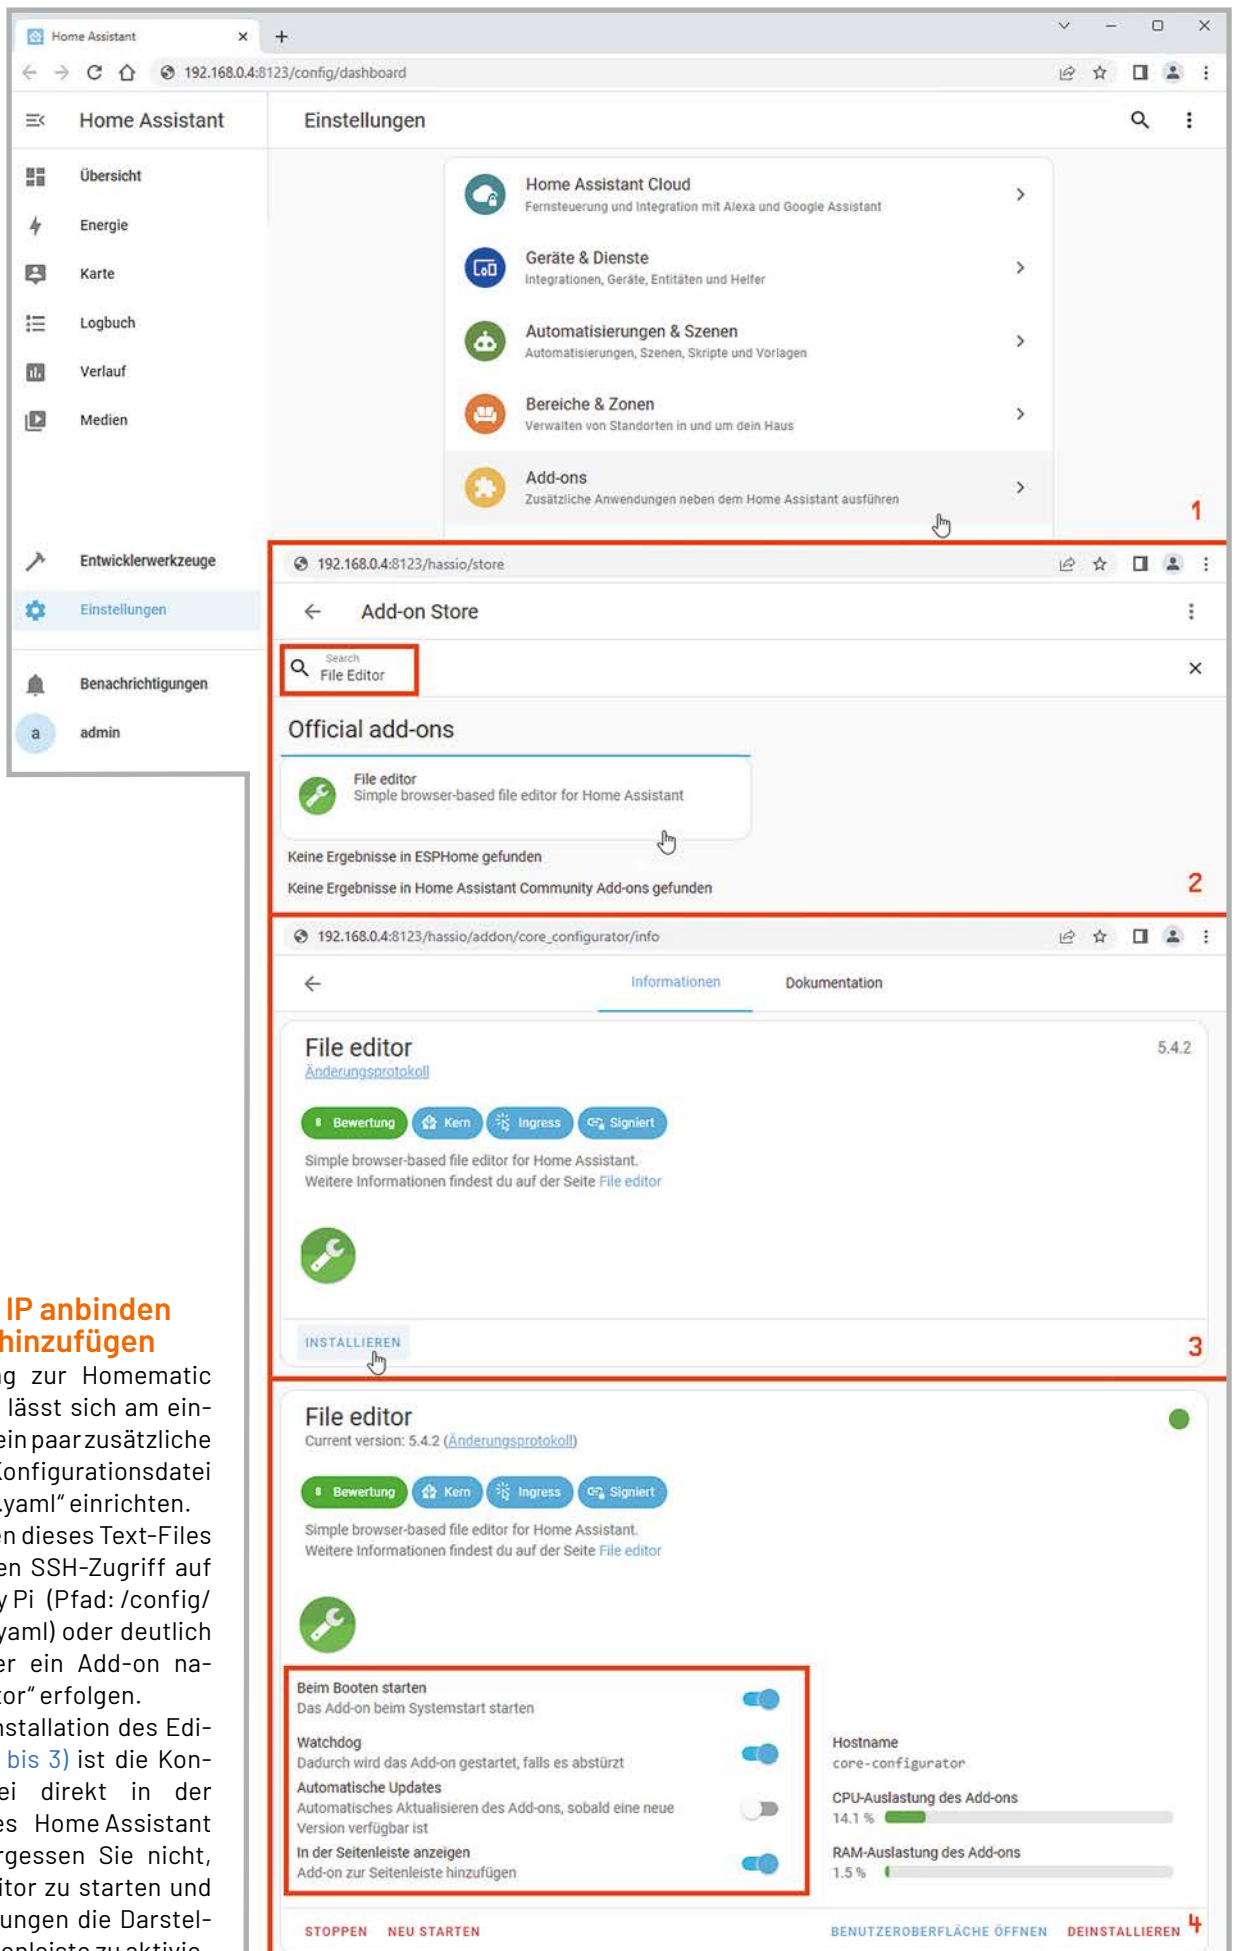 Home Assistant
192.168.0.4:8123/config/dashboard
Home Assistant
Einstellungen
Übersicht
Energie
Karte
Logbuch
Verlauf
Medien
Entwicklerwerkzeuge
Einstellungen
Benachrichtigungen
a admin
Home Assistant Cloud
Fernsteuerung und Integration mit Alexa und Google Assistant
Geräte & Dienste
Integrationen, Geräte, Entitäten und Helfer
Automatisierungen & Szenen
Automatisierungen, Szenen, Skripte und Vorlagen
Bereiche & Zonen
Verwalten von Standorten in und um dein Haus
Add-ons
Zusätzliche Anwendungen neben dem Home Assistant ausführen
1
192.168.0.4:8123/hassio/store
Add-on Store
Search
File Editor
Official add-ons
File editor
Simple browser-based file editor for Home Assistant
Keine Ergebnisse in ESPHome gefunden
Keine Ergebnisse in Home Assistant Community Add-ons gefunden
2
192.168.0.4:8123/hassio/addon/core_configurator/info
Informationen Dokumentation
File editor
5.4.2
Änderungsprotokoll
8 Bewertung Kern Ingress Signiert
Simple browser-based file editor for Home Assistant.
Weitere Informationen findest du auf der Seite File editor
INSTALLIEREN
3
File editor
Current version: 5.4.2 (Änderungsprotokoll)
8 Bewertung Kern Ingress Signiert
Simple browser-based file editor for Home Assistant.
Weitere Informationen findest du auf der Seite File editor
Beim Booten starten
Das Add-on beim Systemstart starten
Watchdog
Dadurch wird das Add-on gestartet, falls es abstürzt
Automatische Updates
Automatisches Aktualisieren des Add-ons, sobald eine neue
Version verfügbar ist
In der Seitenleiste anzeigen
Add-on zur Seitenleiste hinzufügen
Hostname
core-configurator
CPU-Auslastung des Add-ons
14.1 %
RAM-Auslastung des Add-ons
1.5 %
STOPPEN NEU STARTEN BENUTZEROBERFLÄCHE ÖFFNEN DEINSTALLIEREN
4
IP anbinden
hinzufügen
ng zur Homematic
lässt sich am ein-
ein paar zusätzliche
Konfigurationsdatei
.yaml“ einrichten.
en dieses Text-Files
en SSH-Zugriff auf
y Pi (Pfad: /config/
yaml) oder deutlich
er ein Add-on na-
tor“ erfolgen.
nstallation des Edi-
bis 3) ist die Kon-
ei direkt in der
es Home Assistant
rgessen Sie nicht,
itor zu starten und
ungen die Darstel-
enleiste zu aktivie-